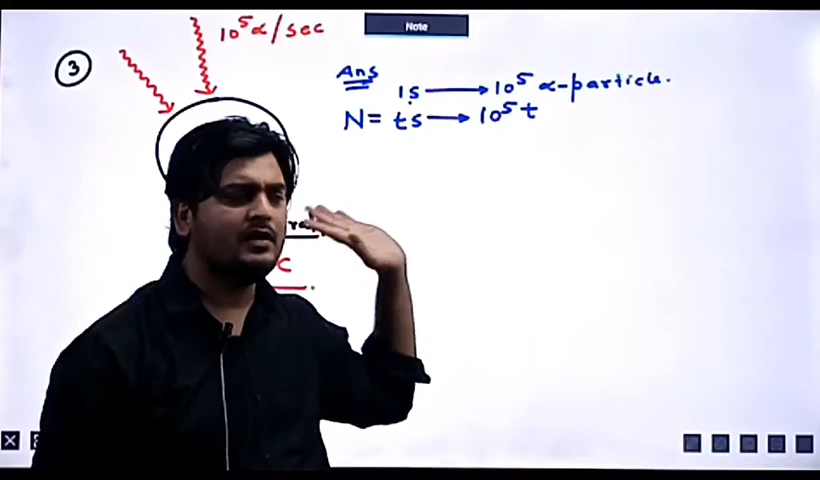 Note
10⁵α/sec
3
Ans
1s → 10⁵ α-particle.
N = ts → 10⁵t
C